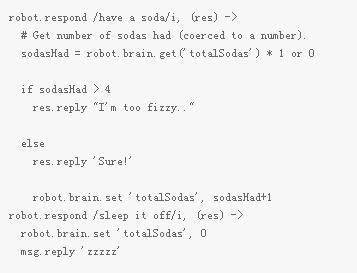 robot.respond /have a soda/i, (res) ->
  # Get number of sodas had (coerced to a number).
  sodasHad = robot.brain.get('totalSodas') * 1 or 0

  if sodasHad > 4
    res.reply “I'm too fizzy..“

  else
    res.reply 'Sure!'

    robot.brain.set 'totalSodas', sodasHad+1
robot.respond /sleep it off/i, (res) ->
  robot.brain.set 'totalSodas', 0
  msg.reply 'zzzzz'